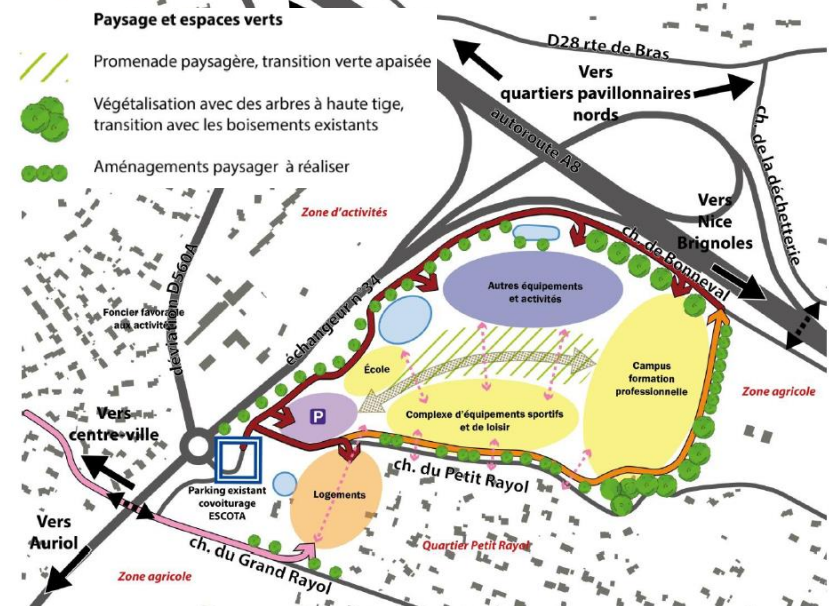 Paysage et espaces verts
Promenade paysagère, transition verte apaisée
Végétalisation avec des arbres à haute tige,
transition avec les boisements existants
Aménagements paysager à réaliser
D28 rte de Bras
Vers
quartiers pavillonnaires
nords
autoroute A8
ch. de la déchetterie
Vers
Nice
Brignoles
ch. de Bonneval
Zone d'activités
déviation D560A
Foncier favorable
aux activités
échangeur n°34
Autres équipements
et activités
École
Campus
formation
professionnelle
Zone agricole
P
Complexe d'équipements sportifs
et de loisir
Vers
centre-ville
Parking existant
covoiturage
ESCOTA
Logements
ch. du Petit Rayol
Vers
Auriol
ch. du Grand Rayol
Quartier Petit Rayol
Zone agricole